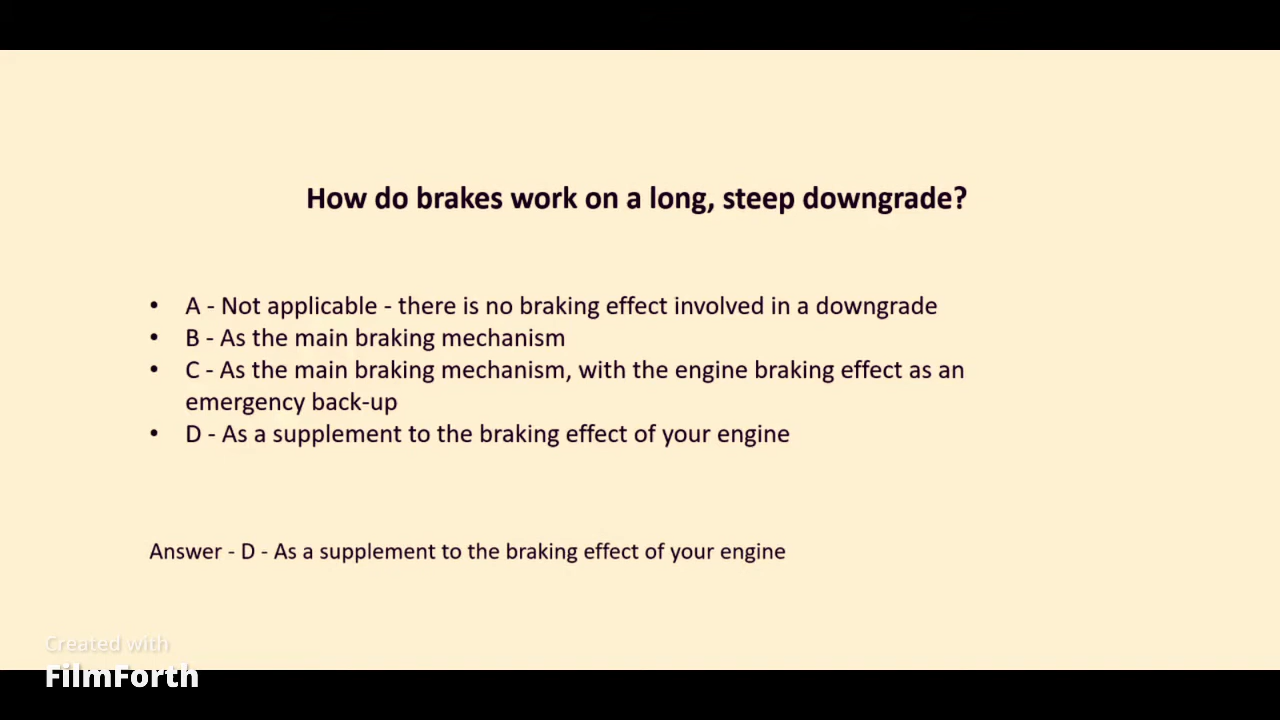 How do brakes work on a long, steep downgrade?
• A - Not applicable - there is no braking effect involved in a downgrade
• B - As the main braking mechanism
• C - As the main braking mechanism, with the engine braking effect as an
emergency back-up
• D - As a supplement to the braking effect of your engine
Answer - D - As a supplement to the braking effect of your engine
Created with
FilmForth